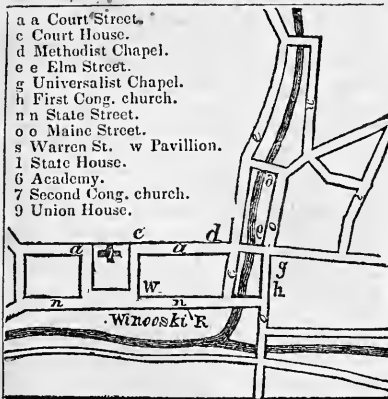 a a Court Street.
c Court House.
d Methodist Chapel.
e e Elm Street.
g Universalist Chapel.
h First Cong. church.
n n State Street.
o o Maine Street.
s Warren St. w Pavillion.
1 State House.
6 Academy.
7 Second Cong. church.
9 Union House.
c
a a d
g
W h
n n
Winooski R